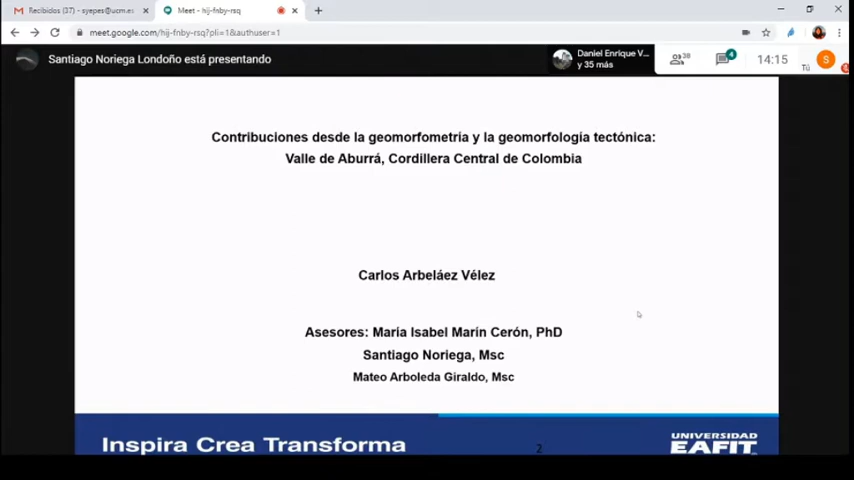 Recibidos (37) - syepes@ucm.es
Meet - hij-fnby-rsq
meet.google.com/hij-fnby-rsq?pli=1&authuser=1
Santiago Noriega Londoño está presentando
Daniel Enrique V...
y 35 más
38
4
14:15
Tú
S
Contribuciones desde la geomorfometría y la geomorfología tectónica:
Valle de Aburrá, Cordillera Central de Colombia
Carlos Arbeláez Vélez
Asesores: María Isabel Marín Cerón, PhD
Santiago Noriega, Msc
Mateo Arboleda Giraldo, Msc
Inspira Crea Transforma
2
UNIVERSIDAD
EAFIT